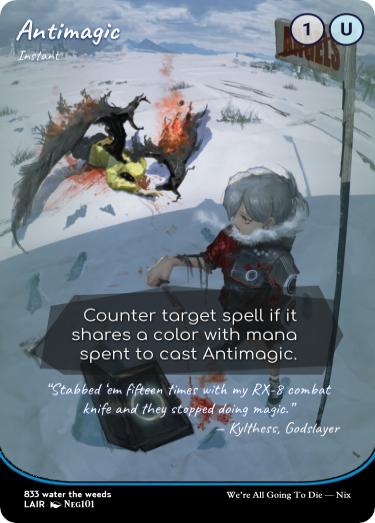 Antimagic
1 U
Instant
ANGELS
Counter target spell if it
shares a color with mana
spent to cast Antimagic.
"Stabbed 'em fifteen times with my RX-8 combat
knife and they stopped doing magic."
— Kylthess, Godslayer
833 water the weeds
LAIR NEG101
We're All Going To Die — Nix